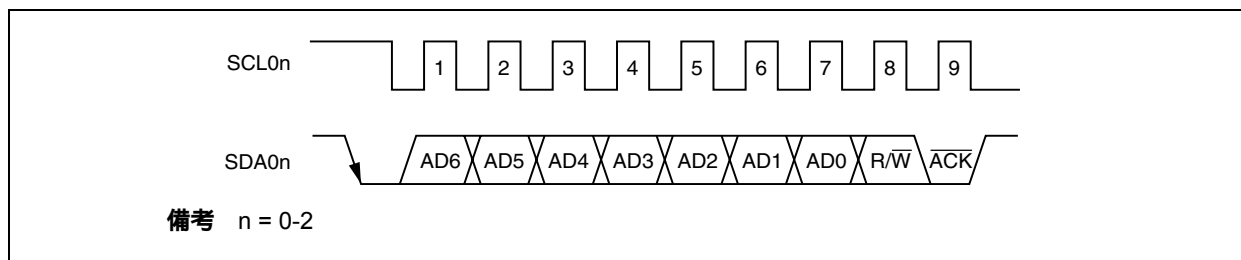 SCL0n 1 2 3 4 5 6 7 8 9
SDA0n AD6 AD5 AD4 AD3 AD2 AD1 AD0 R/W̅ A̅C̅K̅
備考 n = 0-2